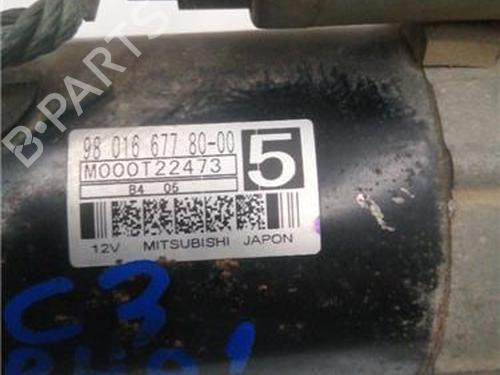 B-PARTS
98 016 677 80-00
5
M000T22473
B4 05
12V MITSUBISHI JAPON
C3